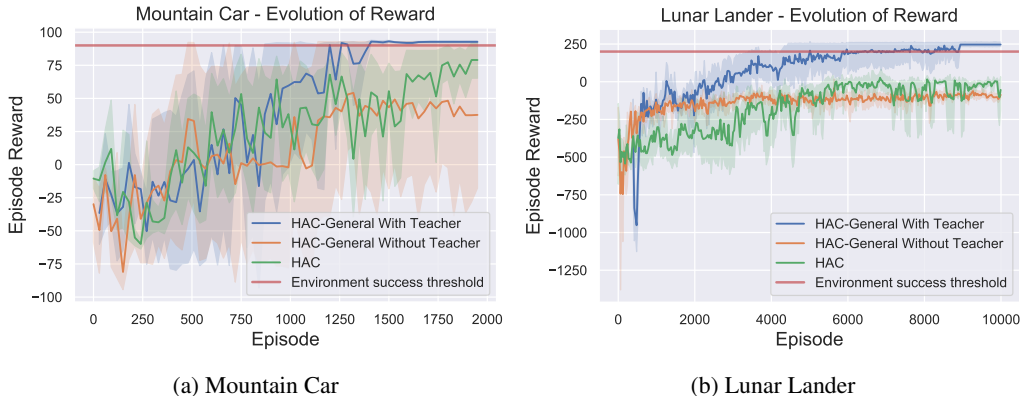 Mountain Car - Evolution of Reward
Episode Reward
100
75
50
25
0
−25
−50
−75
−100
HAC-General With Teacher
HAC-General Without Teacher
HAC
Environment success threshold
0 250 500 750 1000 1250 1500 1750 2000
Episode
(a) Mountain Car
Lunar Lander - Evolution of Reward
Episode Reward
250
0
−250
−500
−750
−1000
−1250
HAC-General With Teacher
HAC-General Without Teacher
HAC
Environment success threshold
0 2000 4000 6000 8000 10000
Episode
(b) Lunar Lander